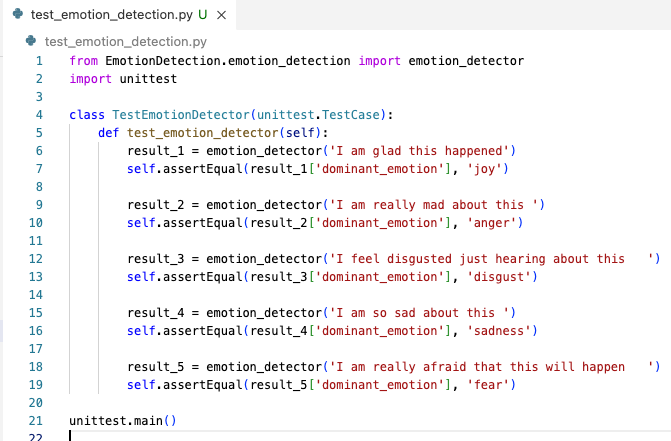 test_emotion_detection.py U ×
test_emotion_detection.py
1 from EmotionDetection.emotion_detection import emotion_detector
2 import unittest
3
4 class TestEmotionDetector(unittest.TestCase):
5     def test_emotion_detector(self):
6         result_1 = emotion_detector('I am glad this happened')
7         self.assertEqual(result_1['dominant_emotion'], 'joy')
8
9         result_2 = emotion_detector('I am really mad about this ')
10         self.assertEqual(result_2['dominant_emotion'], 'anger')
11
12         result_3 = emotion_detector('I feel disgusted just hearing about this   ')
13         self.assertEqual(result_3['dominant_emotion'], 'disgust')
14
15         result_4 = emotion_detector('I am so sad about this ')
16         self.assertEqual(result_4['dominant_emotion'], 'sadness')
17
18         result_5 = emotion_detector('I am really afraid that this will happen   ')
19         self.assertEqual(result_5['dominant_emotion'], 'fear')
20
21 unittest.main()
22